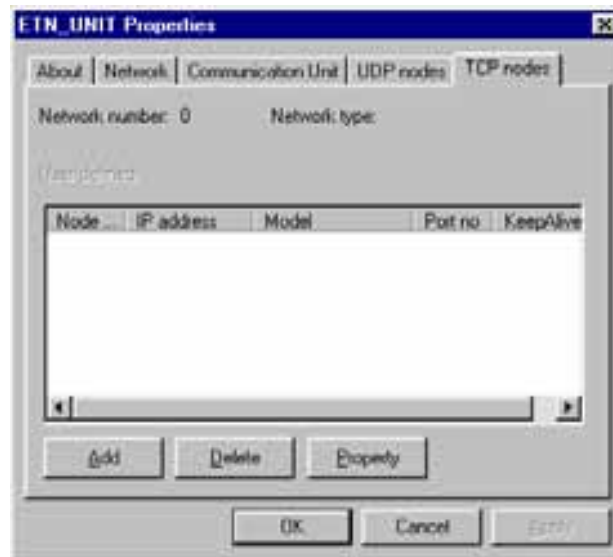 ETN_UNIT Properties
About Network Communication Unit UDP nodes TCP nodes
Network number: 0 Network type:
Node ... IP address Model Port no KeepAlive
Add Delete Property
OK Cancel